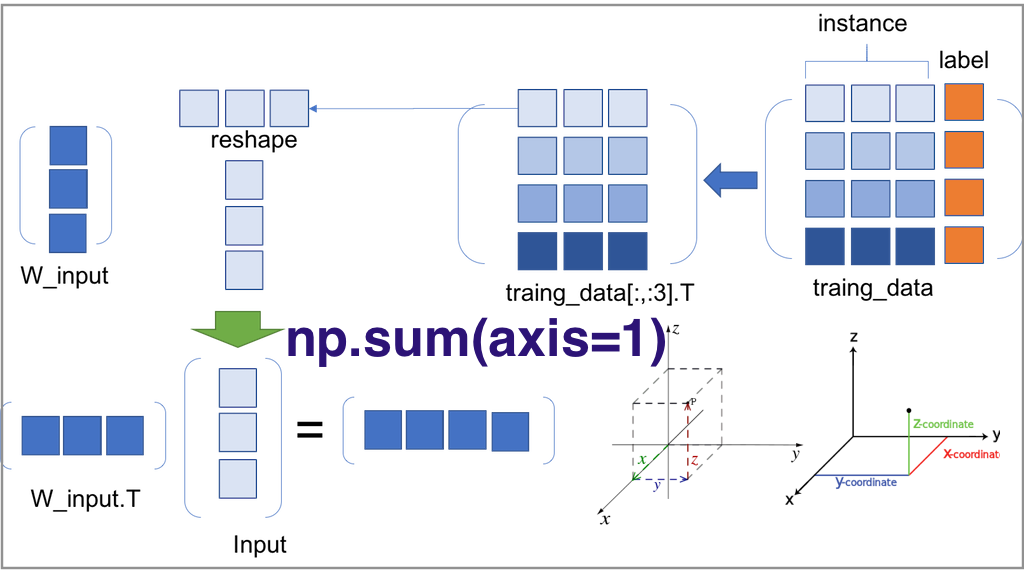 instance
label
reshape
W_input
traing_data[:,:3].T
traing_data
np.sum(axis=1)
=
W_input.T
Input
z
P
x
z
y
y
x
z
Z-coordinate
y
X-coordinat
y-coordinate
x